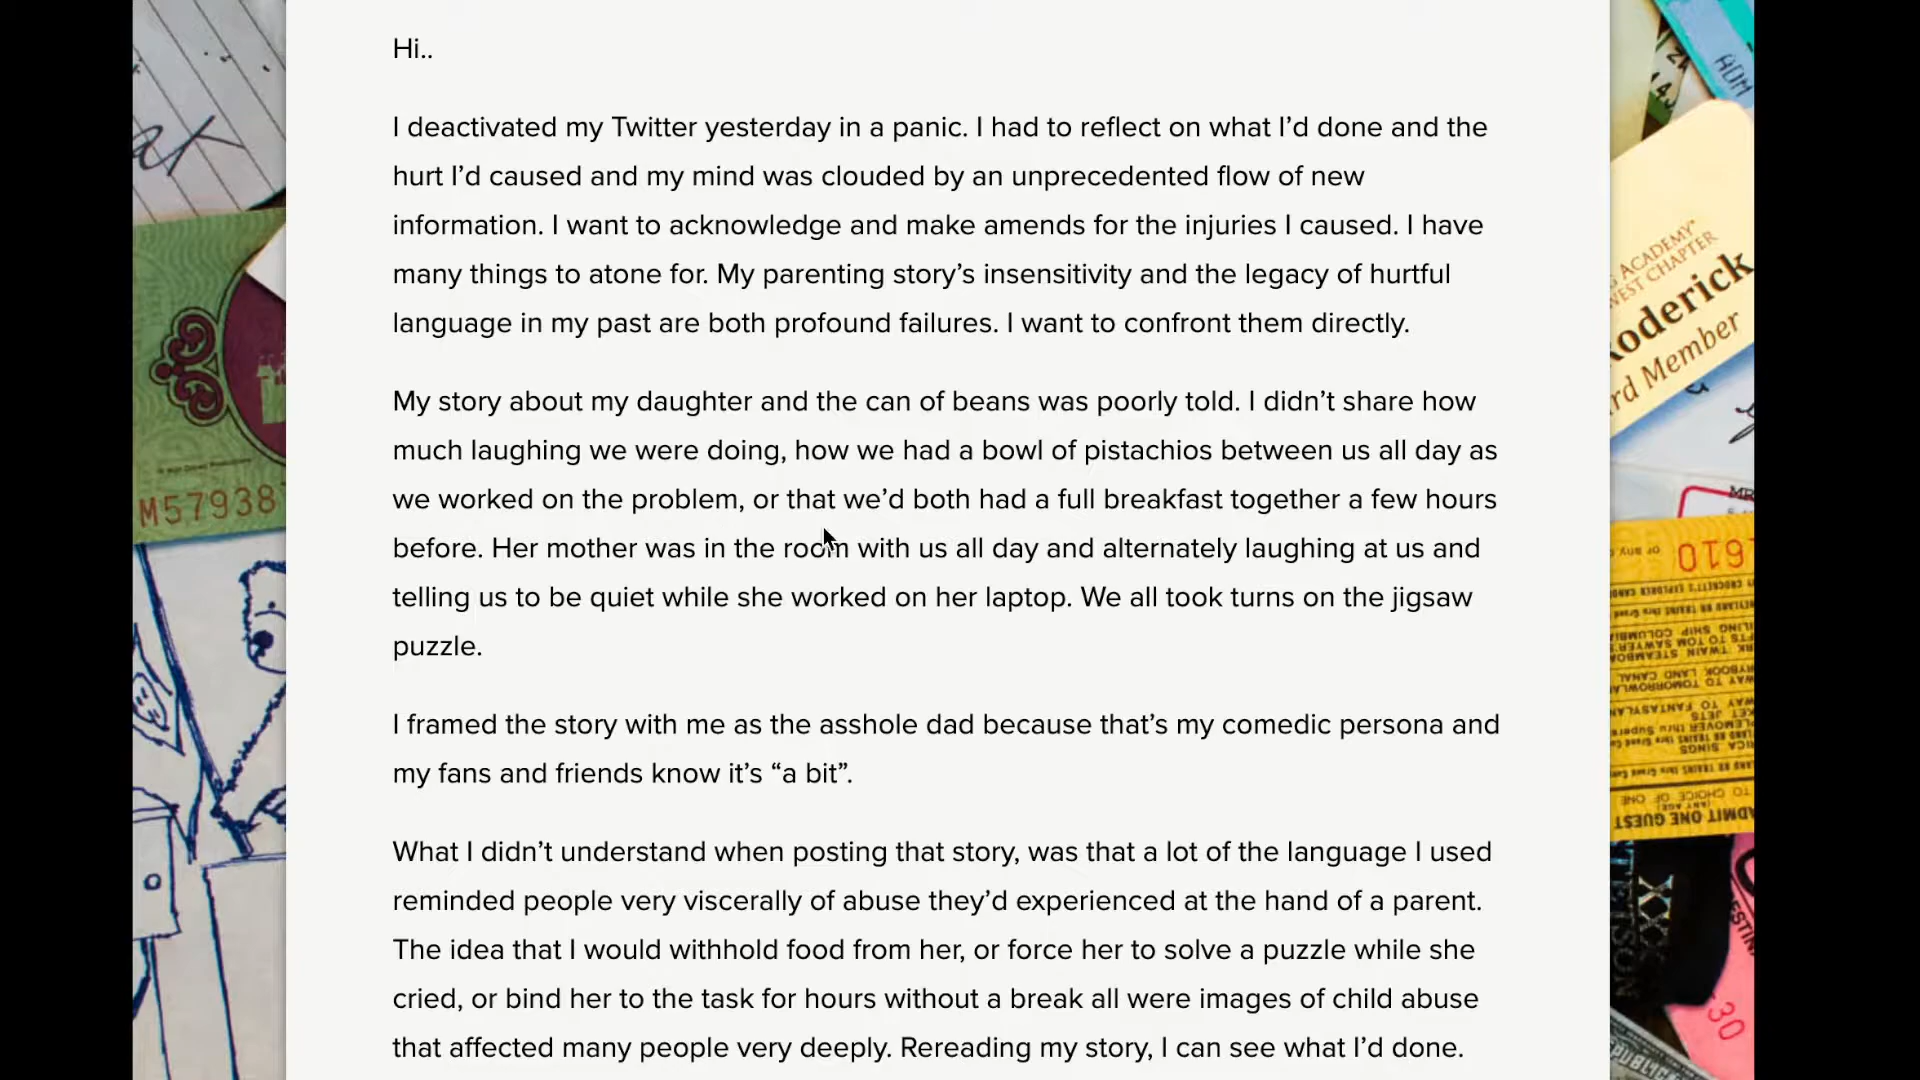 Hi..
I deactivated my Twitter yesterday in a panic. I had to reflect on what I’d done and the
hurt I’d caused and my mind was clouded by an unprecedented flow of new
information. I want to acknowledge and make amends for the injuries I caused. I have
many things to atone for. My parenting story’s insensitivity and the legacy of hurtful
language in my past are both profound failures. I want to confront them directly.
My story about my daughter and the can of beans was poorly told. I didn’t share how
much laughing we were doing, how we had a bowl of pistachios between us all day as
we worked on the problem, or that we’d both had a full breakfast together a few hours
before. Her mother was in the room with us all day and alternately laughing at us and
telling us to be quiet while she worked on her laptop. We all took turns on the jigsaw
puzzle.
I framed the story with me as the asshole dad because that’s my comedic persona and
my fans and friends know it’s “a bit”.
What I didn’t understand when posting that story, was that a lot of the language I used
reminded people very viscerally of abuse they’d experienced at the hand of a parent.
The idea that I would withhold food from her, or force her to solve a puzzle while she
cried, or bind her to the task for hours without a break all were images of child abuse
that affected many people very deeply. Rereading my story, I can see what I’d done.
M57938
ACADEMY
WEST CHAPTER
Roderick
Member
1610
ADMIT ONE GUEST
XXX
30